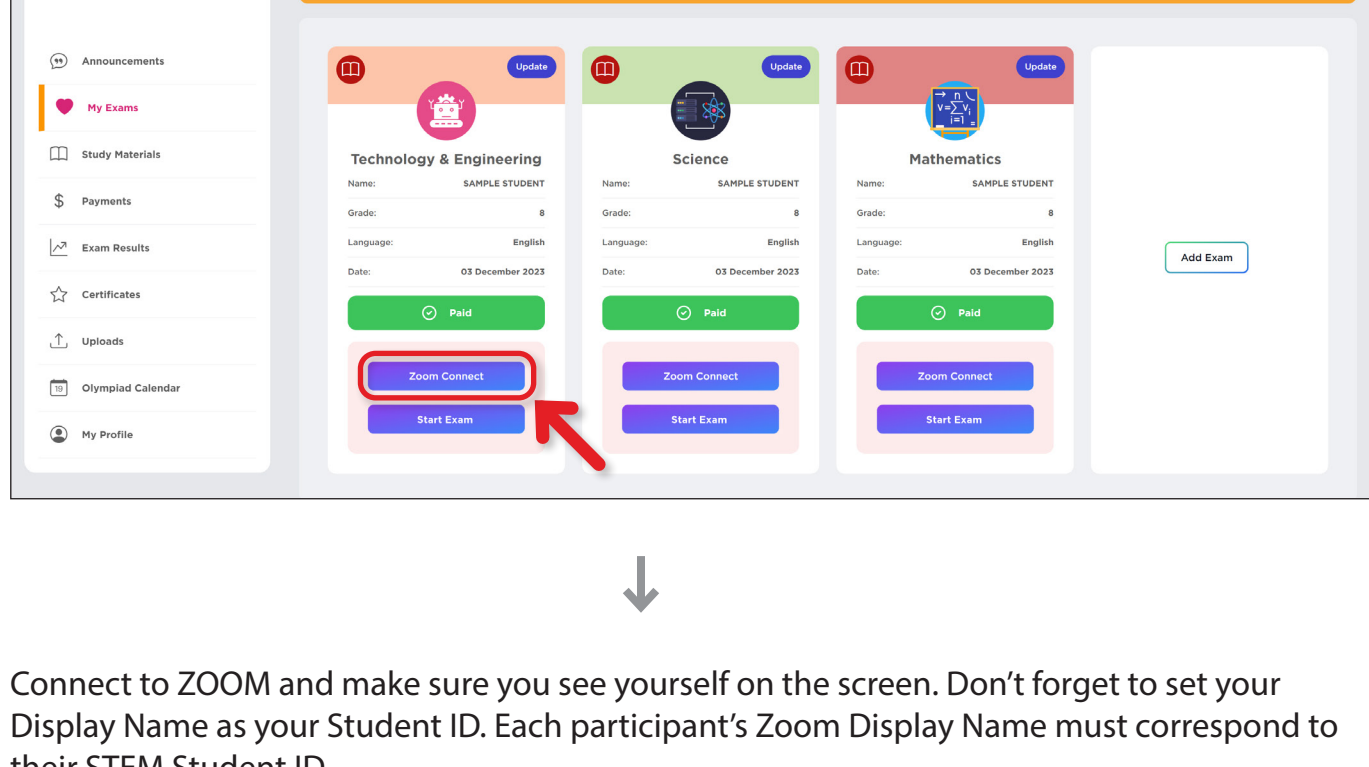 Announcements
My Exams
Study Materials
$ Payments
Exam Results
Certificates
Uploads
19 Olympiad Calendar
My Profile
Update
Technology & Engineering
Name: SAMPLE STUDENT
Grade: 8
Language: English
Date: 03 December 2023
Paid
Zoom Connect
Start Exam
Update
Science
Name: SAMPLE STUDENT
Grade: 8
Language: English
Date: 03 December 2023
Paid
Zoom Connect
Start Exam
Update
Mathematics
Name: SAMPLE STUDENT
Grade: 8
Language: English
Date: 03 December 2023
Paid
Zoom Connect
Start Exam
Add Exam
Connect to ZOOM and make sure you see yourself on the screen. Don’t forget to set your
Display Name as your Student ID. Each participant’s Zoom Display Name must correspond to
their STEM Student ID